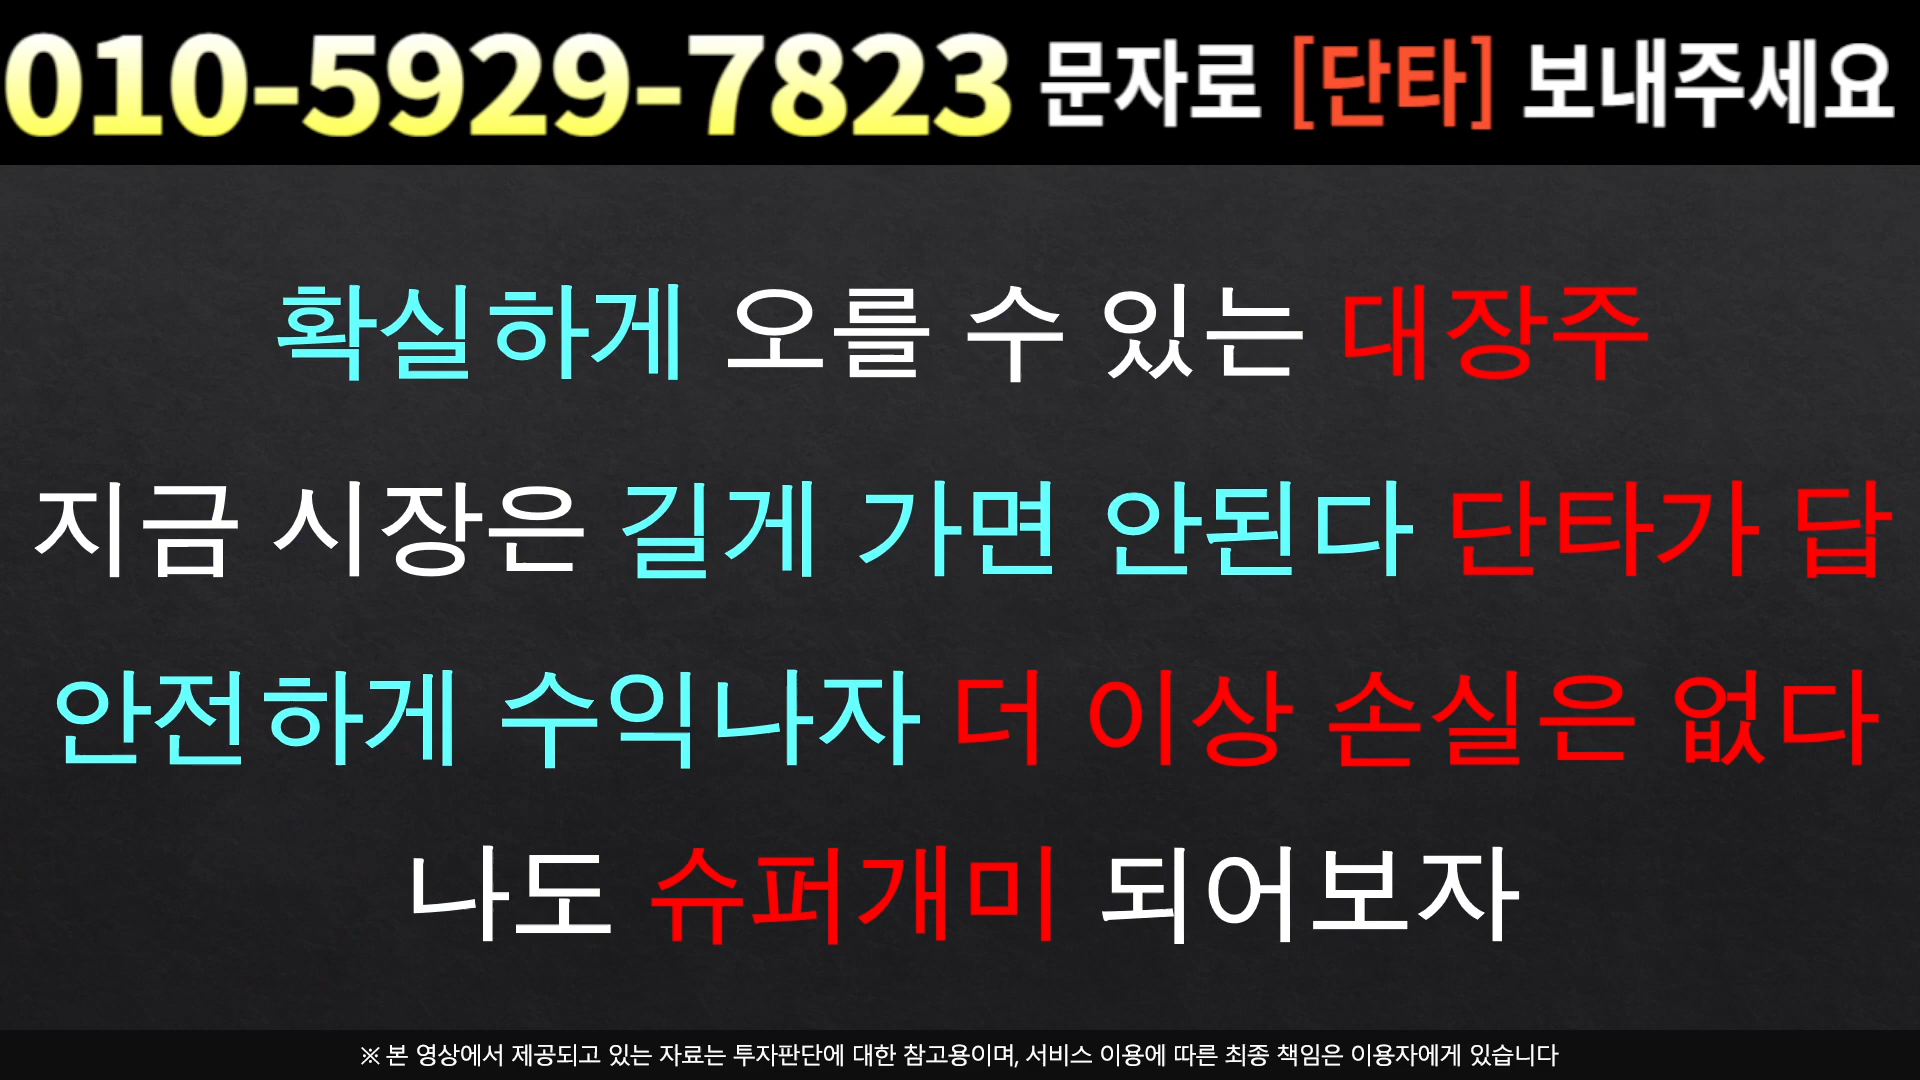 010-5929-7823 문자로 [단타] 보내주세요
확실하게 오를 수 있는 대장주
지금 시장은 길게 가면 안된다 단타가 답
안전하게 수익나자 더 이상 손실은 없다
나도 슈퍼개미 되어보자
※ 본 영상에서 제공되고 있는 자료는 투자판단에 대한 참고용이며, 서비스 이용에 따른 최종 책임은 이용자에게 있습니다